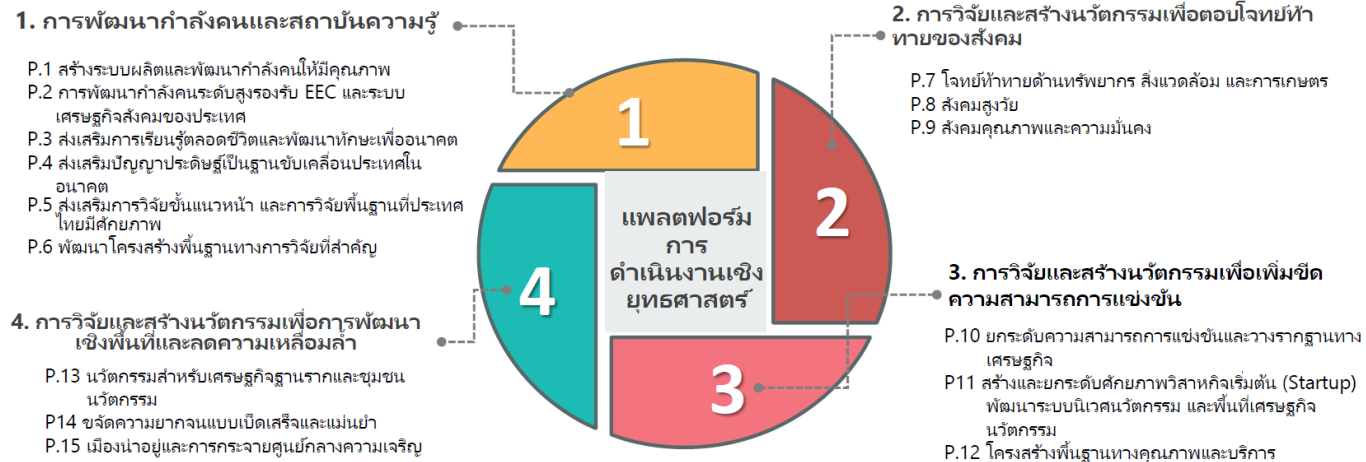 1. การพัฒนากำลังคนและสถาบันความรู้
P.1 สร้างระบบผลิตและพัฒนากำลังคนให้มีคุณภาพ
P.2 การพัฒนากำลังคนระดับสูงรองรับ EEC และระบบ
เศรษฐกิจสังคมของประเทศ
P.3 ส่งเสริมการเรียนรู้ตลอดชีวิตและพัฒนาทักษะเพื่ออนาคต
P.4 ส่งเสริมปัญญาประดิษฐ์เป็นฐานขับเคลื่อนประเทศใน
อนาคต
P.5 ส่งเสริมการวิจัยขั้นแนวหน้า และการวิจัยพื้นฐานที่ประเทศ
ไทยมีศักยภาพ
P.6 พัฒนาโครงสร้างพื้นฐานทางการวิจัยที่สำคัญ
2. การวิจัยและสร้างนวัตกรรมเพื่อตอบโจทย์ท้า
ทายของสังคม
P.7 โจทย์ท้าทายด้านทรัพยากร สิ่งแวดล้อม และการเกษตร
P.8 สังคมสูงวัย
P.9 สังคมคุณภาพและความมั่นคง
1
2
3
4
แพลตฟอร์ม
การ
ดำเนินงานเชิง
ยุทธศาสตร์
3. การวิจัยและสร้างนวัตกรรมเพื่อเพิ่มขีด
ความสามารถการแข่งขัน
P.10 ยกระดับความสามารถการแข่งขันและวางรากฐานทาง
เศรษฐกิจ
P11 สร้างและยกระดับศักยภาพวิสาหกิจเริ่มต้น (Startup)
พัฒนาระบบนิเวศนวัตกรรม และพื้นที่เศรษฐกิจ
นวัตกรรม
P.12 โครงสร้างพื้นฐานทางคุณภาพและบริการ
4. การวิจัยและสร้างนวัตกรรมเพื่อการพัฒนา
เชิงพื้นที่และลดความเหลื่อมล้ำ
P.13 นวัตกรรมสำหรับเศรษฐกิจฐานรากและชุมชน
นวัตกรรม
P14 ขจัดความยากจนแบบเบ็ดเสร็จและแม่นยำ
P.15 เมืองน่าอยู่และการกระจายศูนย์กลางความเจริญ